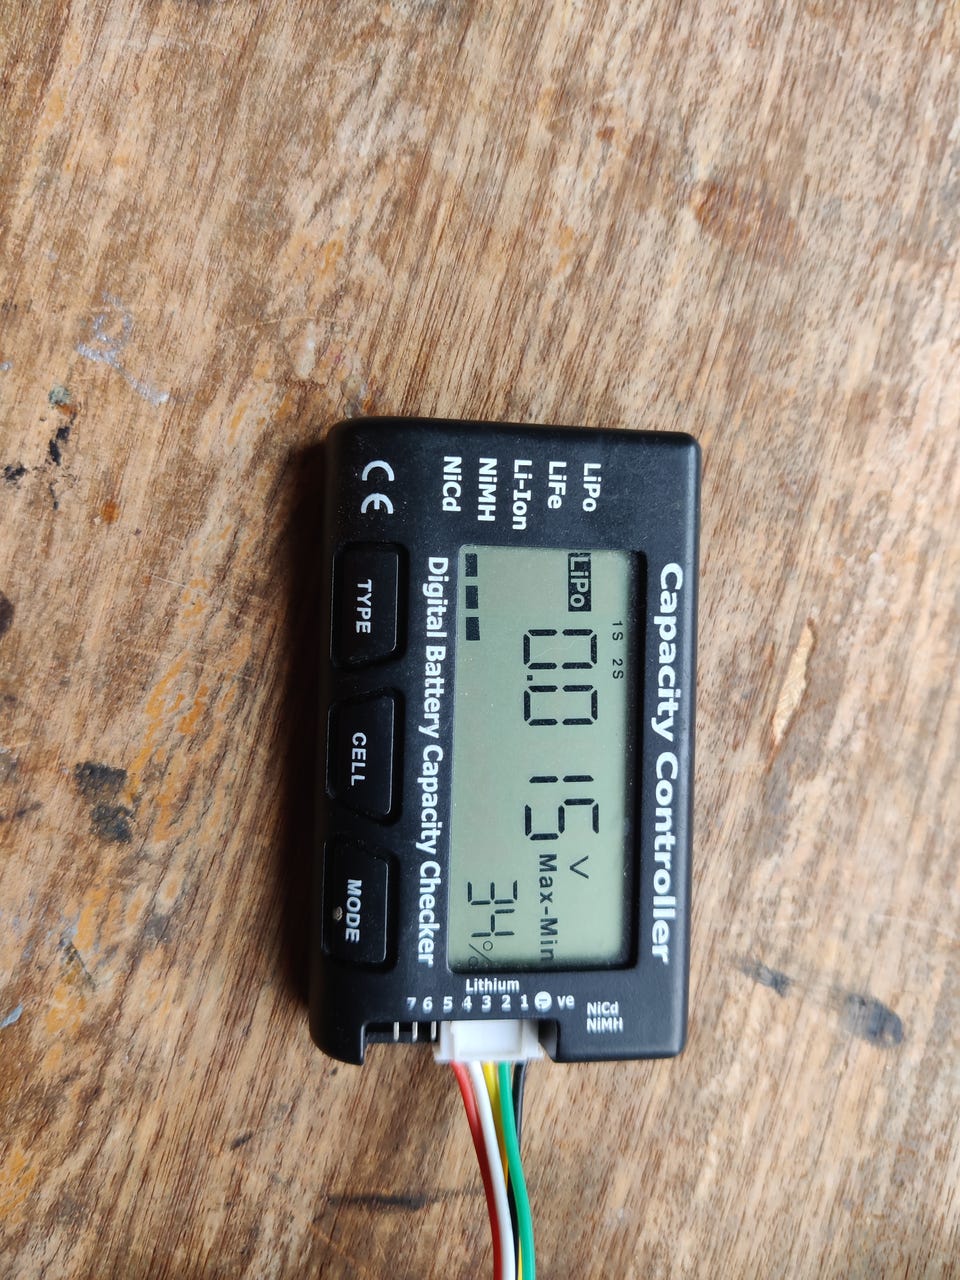 Capacity Controller
LiPo
LiFe
Li-Ion
NiMH
NiCd
1S 2S
LiPo
0.015 V
Max-Min
34%
Digital Battery Capacity Checker
CE
TYPE
CELL
MODE
NiCd
NiMH
Lithium
7 6 5 4 3 2 1 - ve